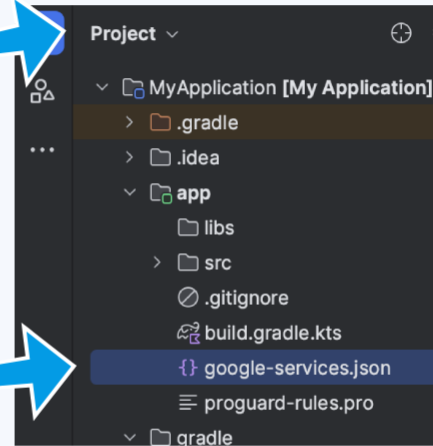 Project
MyApplication [My Application]
.gradle
.idea
app
libs
src
.gitignore
build.gradle.kts
google-services.json
proguard-rules.pro
gradle